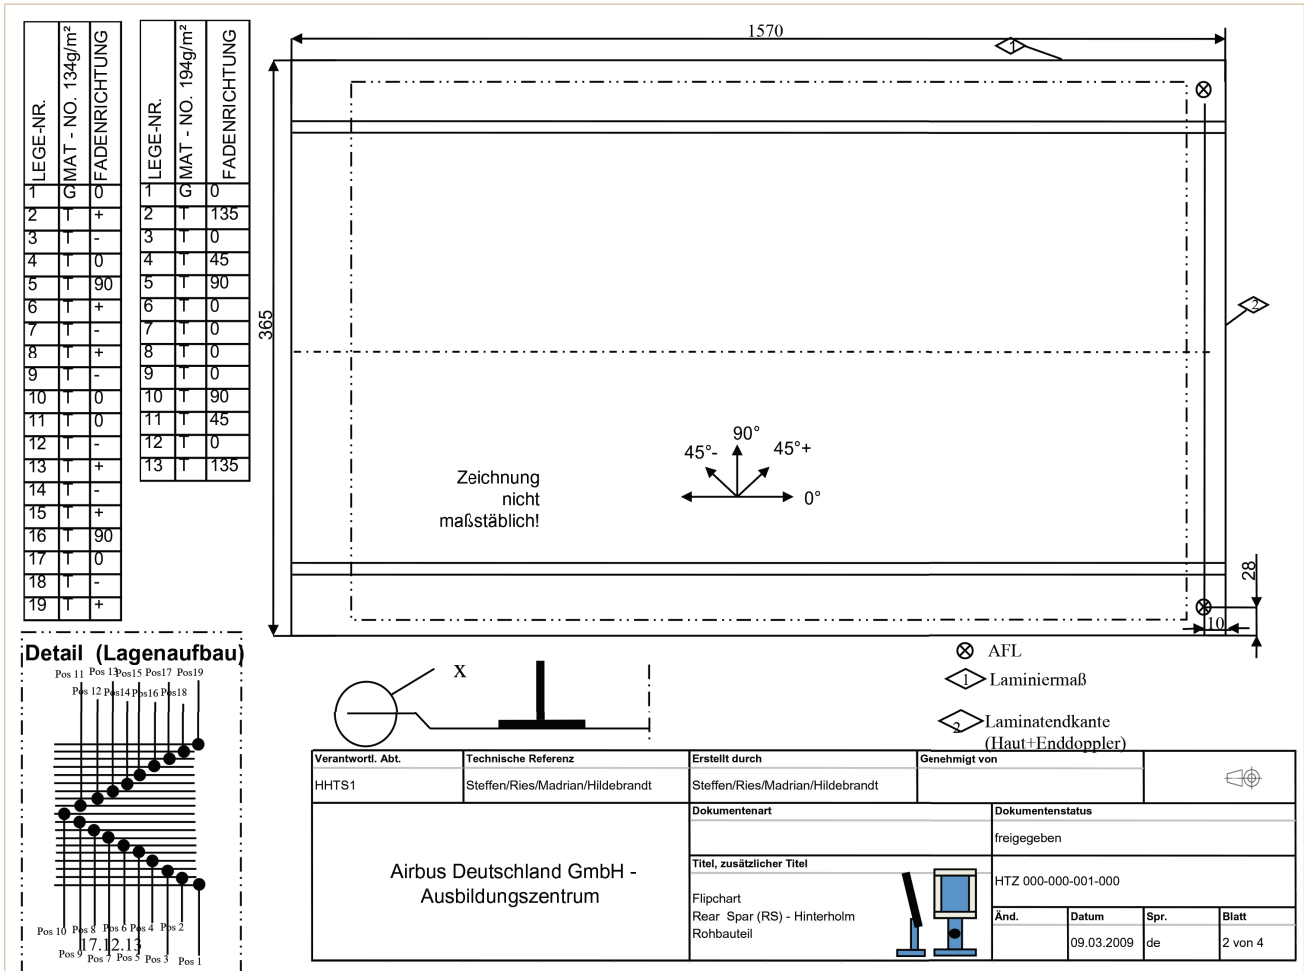 LEGE-NR. MAT - NO. 134g/m² FADENRICHTUNG
1 G 0
2 T +
3 T -
4 T 0
5 T 90
6 T +
7 T -
8 T +
9 T -
10 T 0
11 T 0
12 T -
13 T +
14 T -
15 T +
16 T 90
17 T 0
18 T -
19 T +
LEGE-NR. MAT - NO. 194g/m² FADENRICHTUNG
1 G 0
2 T 135
3 T 0
4 T 45
5 T 90
6 T 0
7 T 0
8 T 0
9 T 0
10 T 90
11 T 45
12 T 0
13 T 135
1570
1
365
2
90°
45°- 45°+
0°
Zeichnung
nicht
maßstäblich!
28
10
Detail (Lagenaufbau)
Pos 11 Pos 13 Pos15 Pos17 Pos19
Pos 12 Pos14 Pos16 Pos18
Pos 10 Pos 8 Pos 6 Pos 4 Pos 2
17.12.13
Pos 9 Pos 7 Pos 5 Pos 3 Pos 1
X
AFL
1 Laminiermaß
2 Laminatendkante
(Haut+Enddoppler)
Verantwortl. Abt. Technische Referenz Erstellt durch Genehmigt von
HHTS1 Steffen/Ries/Madrian/Hildebrandt Steffen/Ries/Madrian/Hildebrandt
Dokumentenart Dokumentenstatus
freigegeben
Airbus Deutschland GmbH -
Ausbildungszentrum
Titel, zusätzlicher Titel
Flipchart
Rear Spar (RS) - Hinterholm
Rohbauteil
HTZ 000-000-001-000
Änd. Datum Spr. Blatt
09.03.2009 de 2 von 4